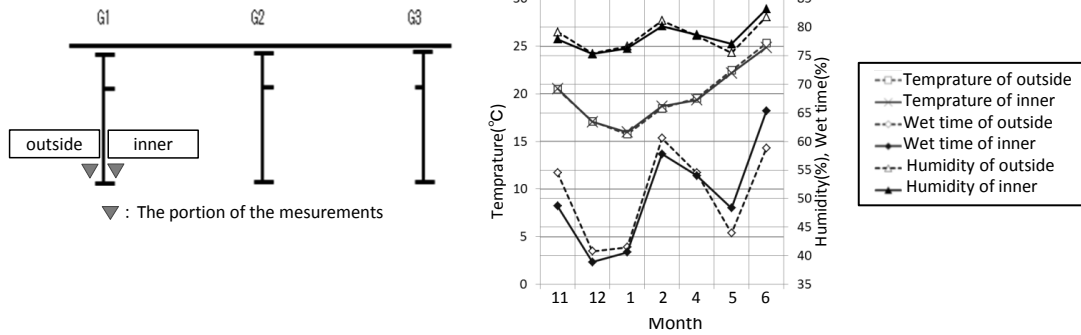 G1 G2 G3
outside inner
: The portion of the mesurements
Temprature(℃)
30
25
20
15
10
5
0
85
80
75
70
65
60
55
50
45
40
35
Humidity(%), Wet time(%)
11 12 1 2 4 5 6
Month
Temprature of outside
Temprature of inner
Wet time of outside
Wet time of inner
Humidity of outside
Humidity of inner